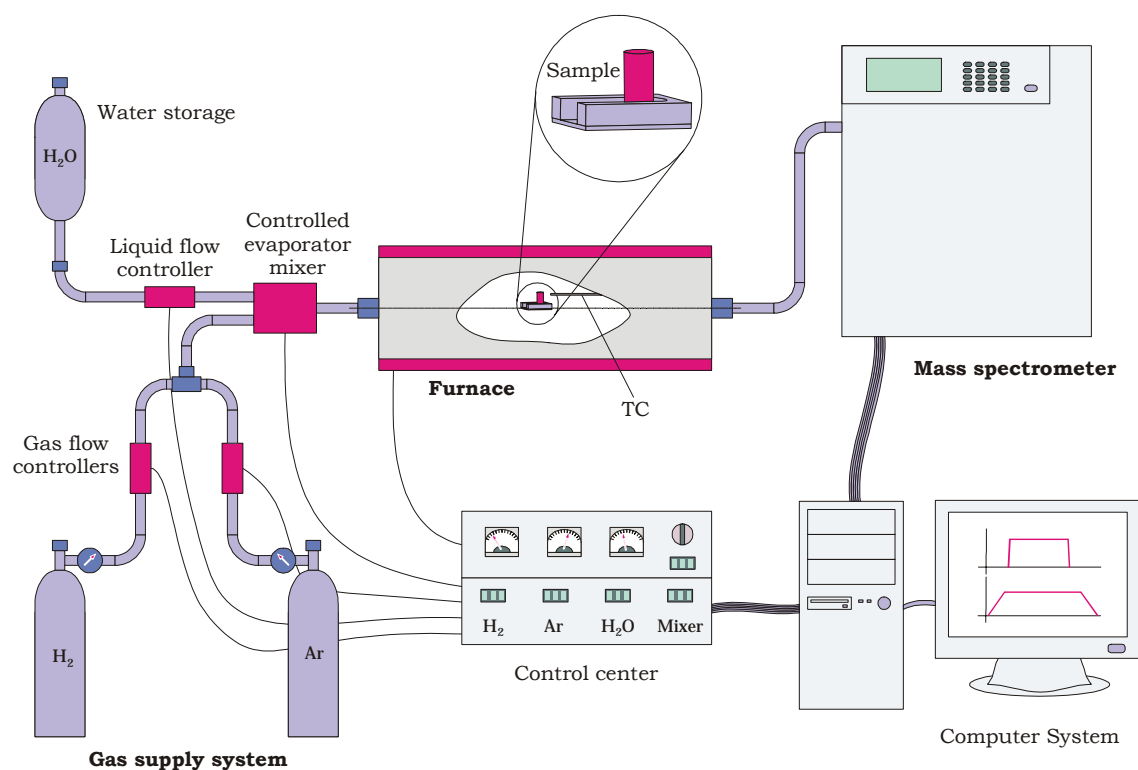 Sample
Water storage
H₂O
Controlled
evaporator
mixer
Liquid flow
controller
Furnace
TC
Mass spectrometer
Gas flow
controllers
H₂
Ar
H₂ Ar H₂O Mixer
Control center
Computer System
Gas supply system